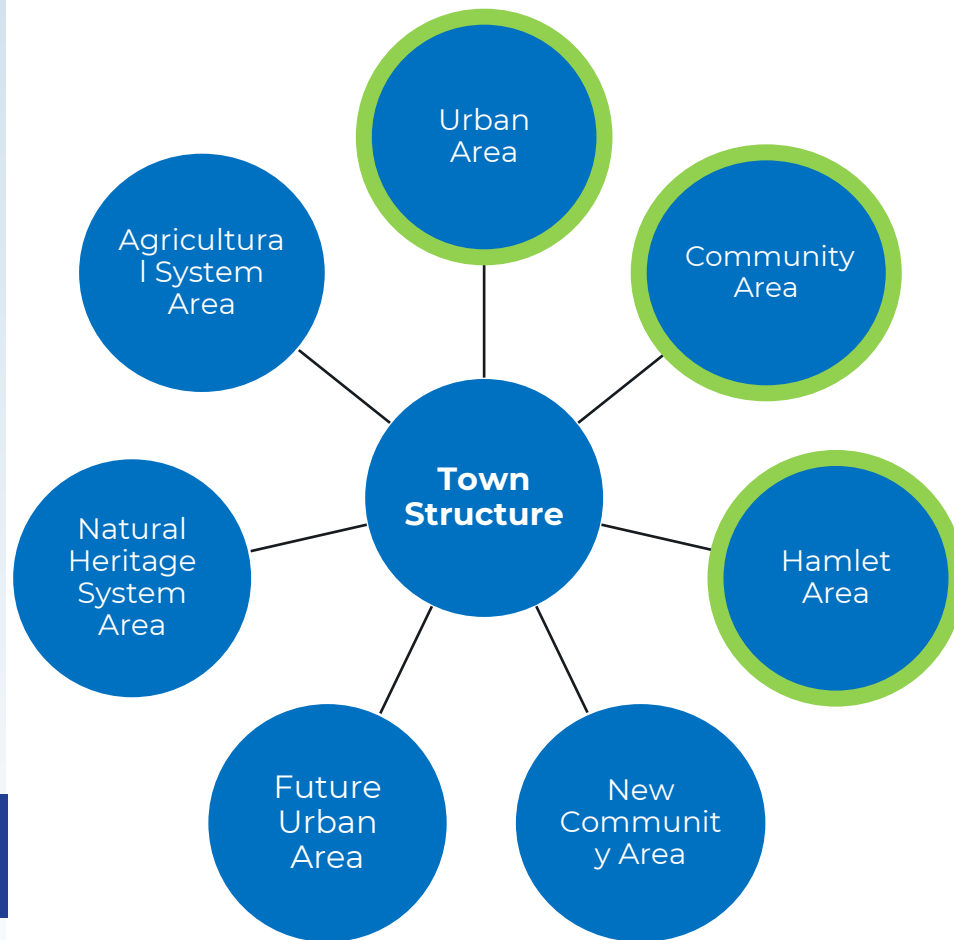 Urban
Area
Community
Area
Hamlet
Area
New
Communit
y Area
Future
Urban
Area
Natural
Heritage
System
Area
Agricultura
l System
Area
Town
Structure